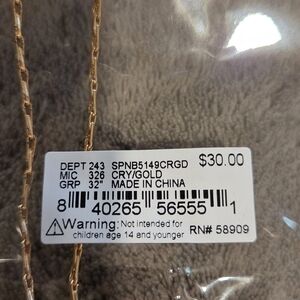 DEPT 243 SPNB5149CRGD $30.00
MIC 326 CRY/GOLD
GRP 32" MADE IN CHINA
8 40265 56555 1
Warning: Not intended for
children age 14 and younger RN# 58909